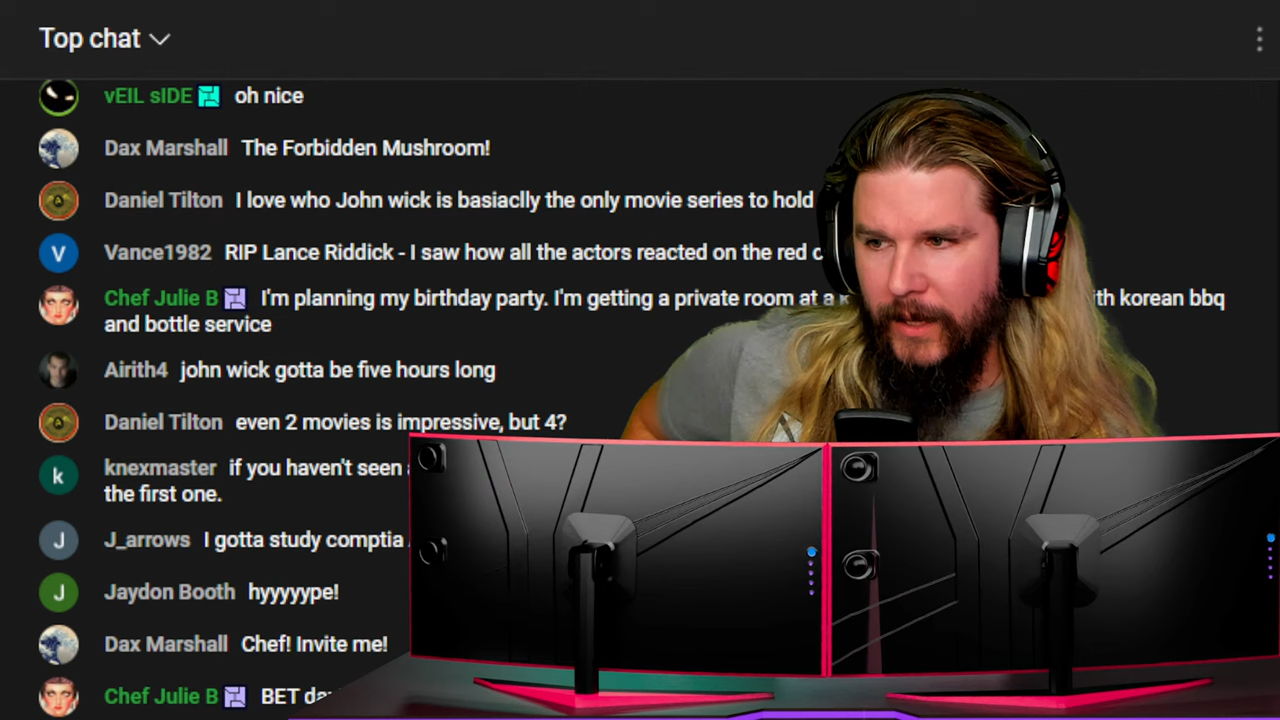 Top chat
vEIL sIDE oh nice
Dax Marshall The Forbidden Mushroom!
Daniel Tilton I love who John wick is basiaclly the only movie series to hold
Vance1982 RIP Lance Riddick - I saw how all the actors reacted on the red
Chef Julie B I'm planning my birthday party. I'm getting a private room at a korean bbq
and bottle service
Airith4 john wick gotta be five hours long
Daniel Tilton even 2 movies is impressive, but 4?
knexmaster if you haven't seen
the first one.
J_arrows I gotta study comptia
Jaydon Booth hyyyyype!
Dax Marshall Chef! Invite me!
Chef Julie B BET